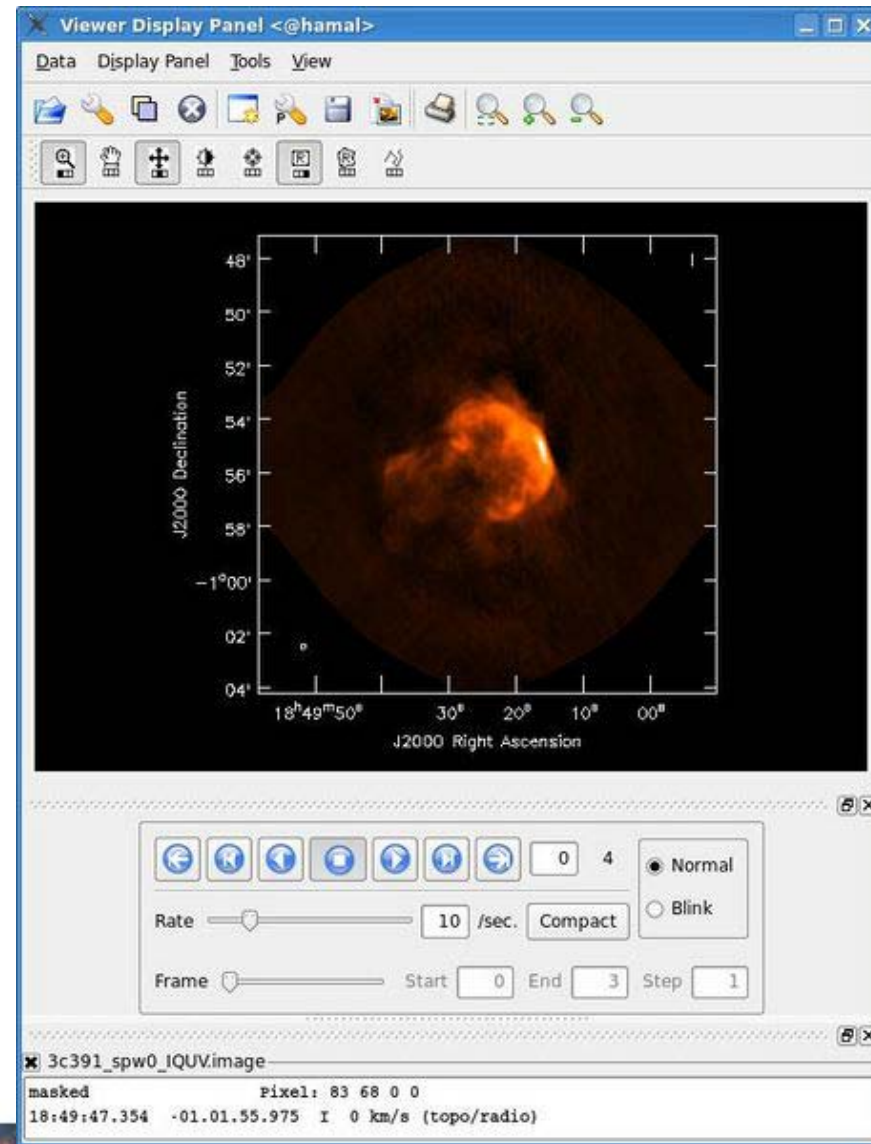 Viewer Display Panel <@hamal>
Data Display Panel Tools View
48'
I
50'
52'
54'
56'
58'
-1°00'
02'
04'
J2000 Declination
18ʰ49ᵐ50ˢ 30ˢ 20ˢ 10ˢ 00ˢ
J2000 Right Ascension
0 4
Normal
Blink
Rate 10 /sec. Compact
Frame Start 0 End 3 Step 1
3c391_spw0_IQUV.image
masked Pixel: 83 68 0 0
18:49:47.354 -01.01.55.975 I 0 km/s (topo/radio)